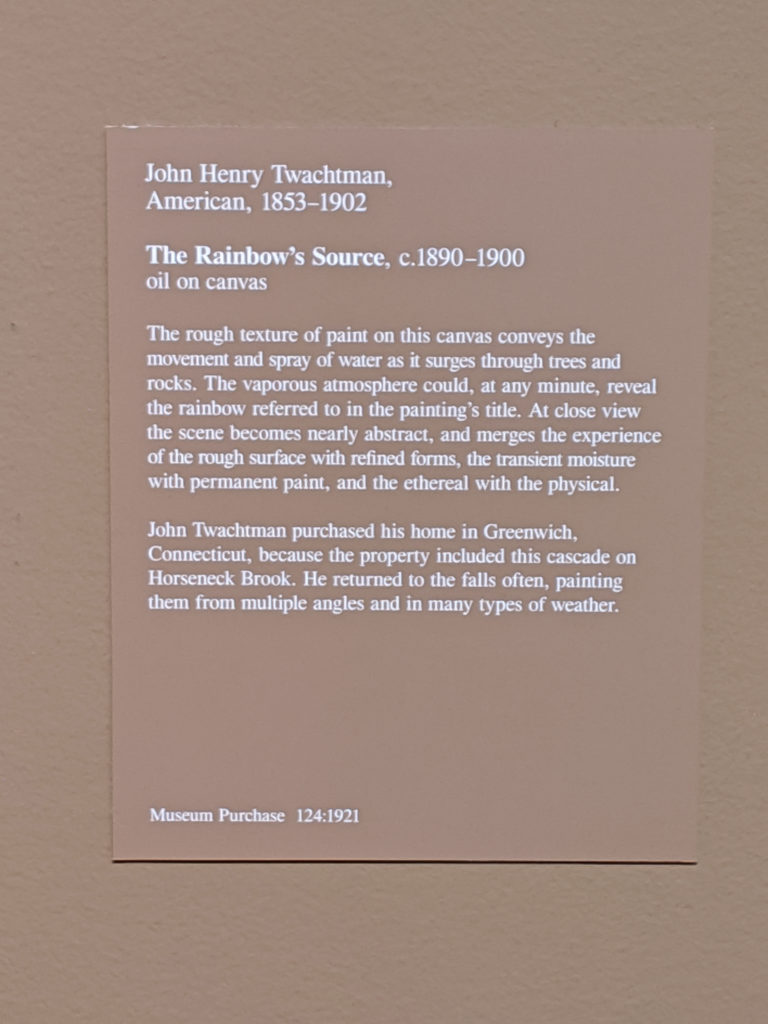 John Henry Twachtman,
American, 1853–1902
The Rainbow's Source, c.1890–1900
oil on canvas
The rough texture of paint on this canvas conveys the
movement and spray of water as it surges through trees and
rocks. The vaporous atmosphere could, at any minute, reveal
the rainbow referred to in the painting's title. At close view
the scene becomes nearly abstract, and merges the experience
of the rough surface with refined forms, the transient moisture
with permanent paint, and the ethereal with the physical.
John Twachtman purchased his home in Greenwich,
Connecticut, because the property included this cascade on
Horseneck Brook. He returned to the falls often, painting
them from multiple angles and in many types of weather.
Museum Purchase 124:1921